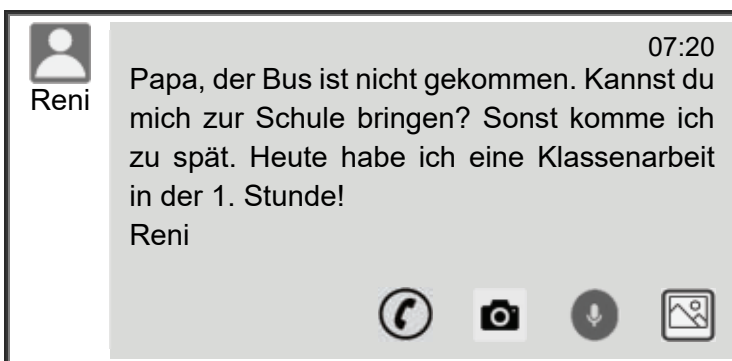 Reni
07:20
Papa, der Bus ist nicht gekommen. Kannst du
mich zur Schule bringen? Sonst komme ich
zu spät. Heute habe ich eine Klassenarbeit
in der 1. Stunde!
Reni